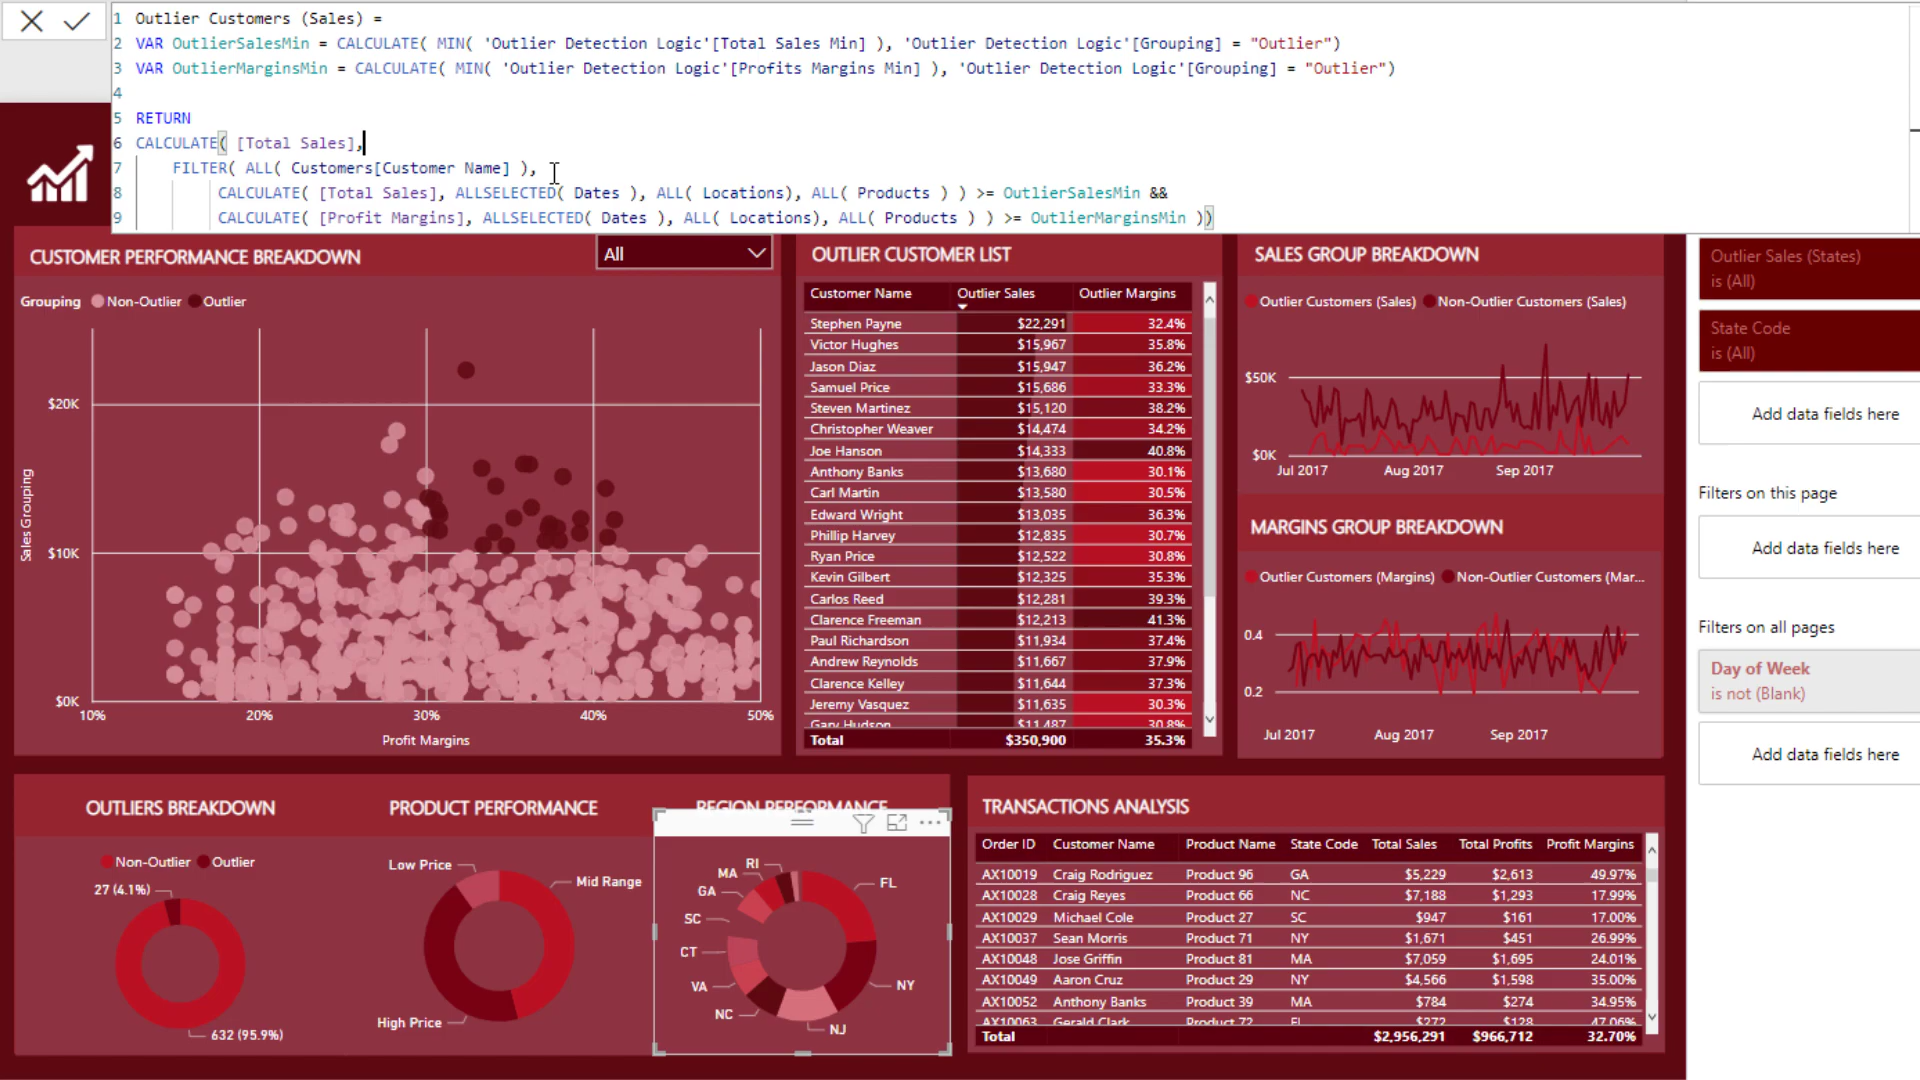 1 Outlier Customers (Sales) =
2 VAR OutlierSalesMin = CALCULATE( MIN( 'Outlier Detection Logic'[Total Sales Min] ), 'Outlier Detection Logic'[Grouping] = "Outlier")
3 VAR OutlierMarginsMin = CALCULATE( MIN( 'Outlier Detection Logic'[Profits Margins Min] ), 'Outlier Detection Logic'[Grouping] = "Outlier")
4
5 RETURN
6 CALCULATE( [Total Sales],
7 FILTER( ALL( Customers[Customer Name] ),
8 CALCULATE( [Total Sales], ALLSELECTED( Dates ), ALL( Locations), ALL( Products ) ) >= OutlierSalesMin &&
9 CALCULATE( [Profit Margins], ALLSELECTED( Dates ), ALL( Locations), ALL( Products ) ) >= OutlierMarginsMin ))
CUSTOMER PERFORMANCE BREAKDOWN
All
Grouping Non-Outlier Outlier
Sales Grouping
$20K
$10K
$0K
10% 20% 30% 40% 50%
Profit Margins
OUTLIER CUSTOMER LIST
Customer Name Outlier Sales Outlier Margins
Stephen Payne $22,291 32.4%
Victor Hughes $15,967 35.8%
Jason Diaz $15,947 36.2%
Samuel Price $15,686 33.3%
Steven Martinez $15,120 38.2%
Christopher Weaver $14,474 34.2%
Joe Hanson $14,333 40.8%
Anthony Banks $13,680 30.1%
Carl Martin $13,580 30.5%
Edward Wright $13,035 36.3%
Phillip Harvey $12,835 30.7%
Ryan Price $12,522 30.8%
Kevin Gilbert $12,325 35.3%
Carlos Reed $12,281 39.3%
Clarence Freeman $12,213 41.3%
Paul Richardson $11,934 37.4%
Andrew Reynolds $11,667 37.9%
Clarence Kelley $11,644 37.3%
Jeremy Vasquez $11,635 30.3%
Gary Hudson $11,487 30.8%
Total $350,900 35.3%
SALES GROUP BREAKDOWN
Outlier Customers (Sales) Non-Outlier Customers (Sales)
$50K
$0K
Jul 2017 Aug 2017 Sep 2017
MARGINS GROUP BREAKDOWN
Outlier Customers (Margins) Non-Outlier Customers (Mar...
0.4
0.2
Jul 2017 Aug 2017 Sep 2017
Outlier Sales (States)
is (All)
State Code
is (All)
Add data fields here
Filters on this page
Add data fields here
Filters on all pages
Day of Week
is not (Blank)
Add data fields here
OUTLIERS BREAKDOWN
Non-Outlier Outlier
27 (4.1%)
632 (95.9%)
PRODUCT PERFORMANCE
Low Price
Mid Range
High Price
REGION PERFORMANCE
RI
MA
FL
GA
SC
CT
VA
NY
NC
NJ
TRANSACTIONS ANALYSIS
Order ID Customer Name Product Name State Code Total Sales Total Profits Profit Margins
AX10019 Craig Rodriguez Product 96 GA $5,229 $2,613 49.97%
AX10028 Craig Reyes Product 66 NC $7,188 $1,293 17.99%
AX10029 Michael Cole Product 27 SC $947 $161 17.00%
AX10037 Sean Morris Product 71 NY $1,671 $451 26.99%
AX10048 Jose Griffin Product 81 MA $7,059 $1,695 24.01%
AX10049 Aaron Cruz Product 29 NY $4,566 $1,598 35.00%
AX10052 Anthony Banks Product 39 MA $784 $274 34.95%
AX10063 Gerald Clark Product 72 FL $272 $128 47.06%
Total $2,956,291 $966,712 32.70%